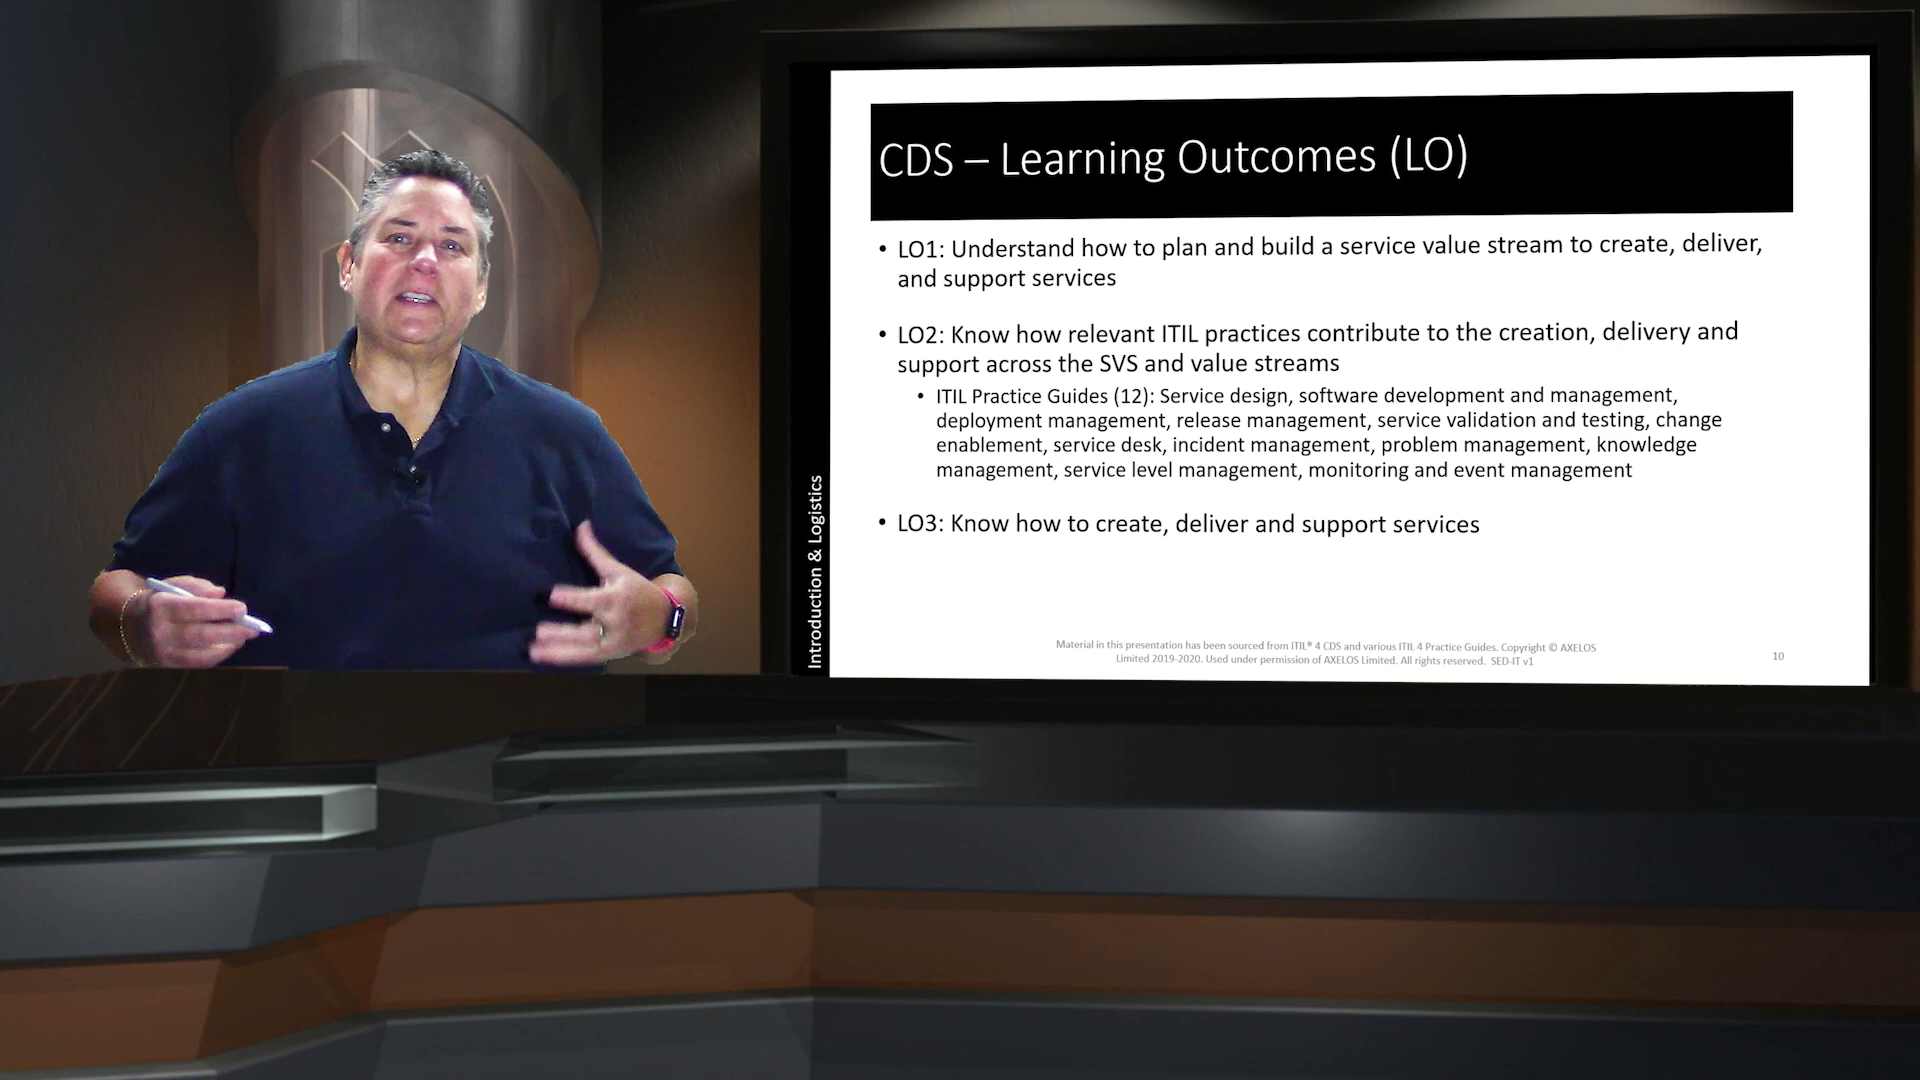 CDS – Learning Outcomes (LO)
• LO1: Understand how to plan and build a service value stream to create, deliver,
and support services
• LO2: Know how relevant ITIL practices contribute to the creation, delivery and
support across the SVS and value streams
• ITIL Practice Guides (12): Service design, software development and management,
deployment management, release management, service validation and testing, change
enablement, service desk, incident management, problem management, knowledge
management, service level management, monitoring and event management
• LO3: Know how to create, deliver and support services
Introduction & Logistics
Material in this presentation has been sourced from ITIL® 4 CDS and various ITIL 4 Practice Guides. Copyright © AXELOS
Limited 2019-2020. Used under permission of AXELOS Limited. All rights reserved. SED-IT v1
10